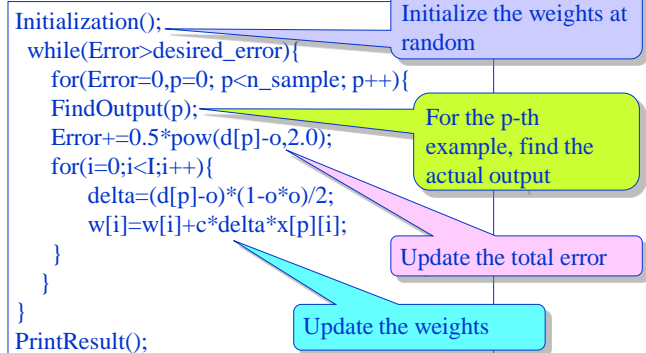 Initialization();
while(Error>desired_error){
for(Error=0,p=0; p<n_sample; p++){
FindOutput(p);
Error+=0.5*pow(d[p]-o,2.0);
for(i=0;i<I;i++){
delta=(d[p]-o)*(1-o*o)/2;
w[i]=w[i]+c*delta*x[p][i];
}
}
}
PrintResult();
Initialize the weights at
random
For the p-th
example, find the
actual output
Update the total error
Update the weights